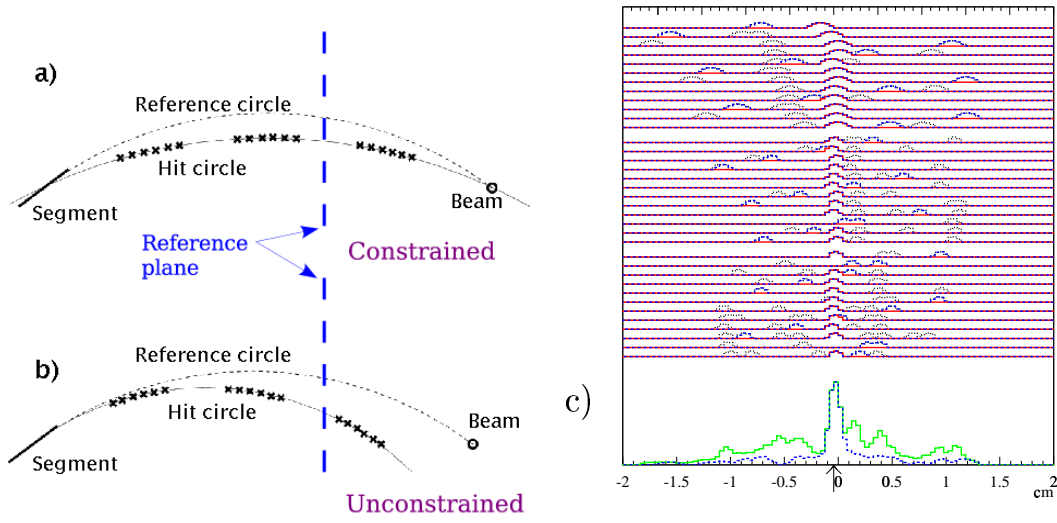 a)
Reference circle
Hit circle
Segment
Beam
Reference
plane
Constrained
b)
Reference circle
Hit circle
Beam
Segment
Unconstrained
c)
-2 -1.5 -1 -0.5 0 0.5 1 1.5 2
cm